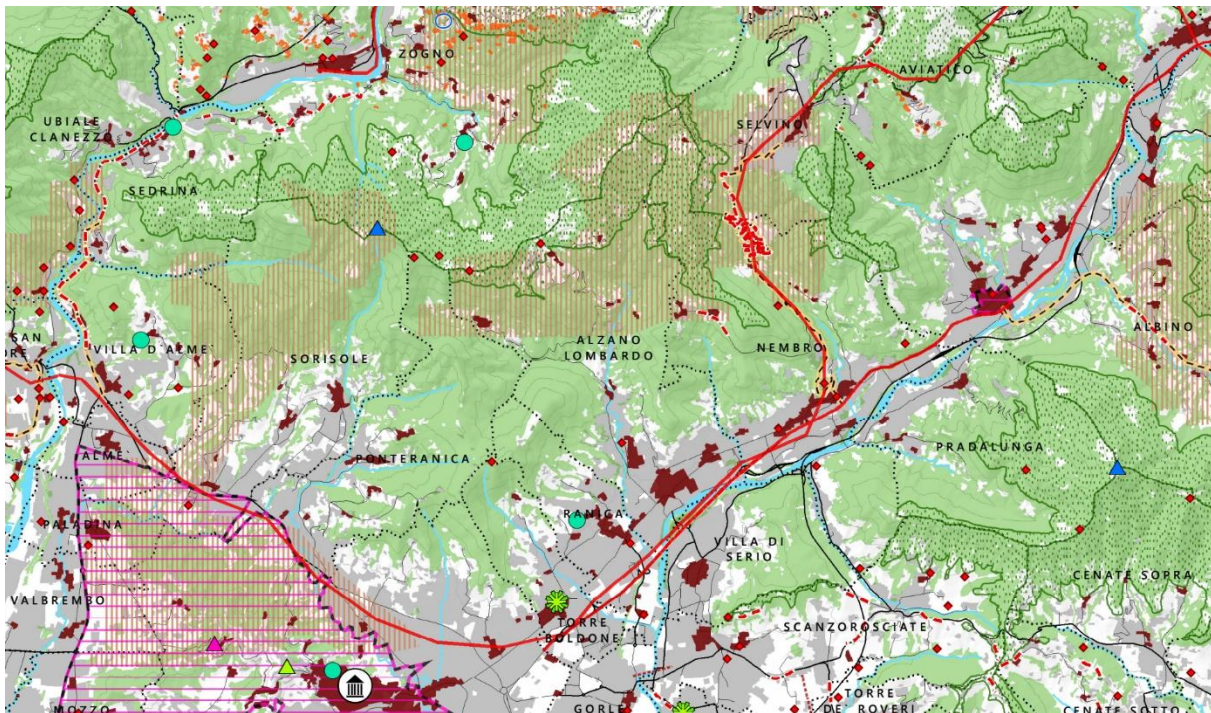 ZOGNO
AVIATICO
UBIALE
CLANEZZO
SELVINO
SEDRINA
SAN
ORE
VILLA D'ALME
SORISOLE
ALZANO
LOMBARDO
NEMBRO
ALBINO
ALME
PONTERANICA
PRADALUNGA
PALADINA
RANICA
VILLA DI
SERIO
CENATE SOPRA
VALBREMBO
TORRE
BOLDONE
SCANZOROSCIATE
MOZZO
GORLE
TORRE
DE' ROVERI
CENATE SOTTO